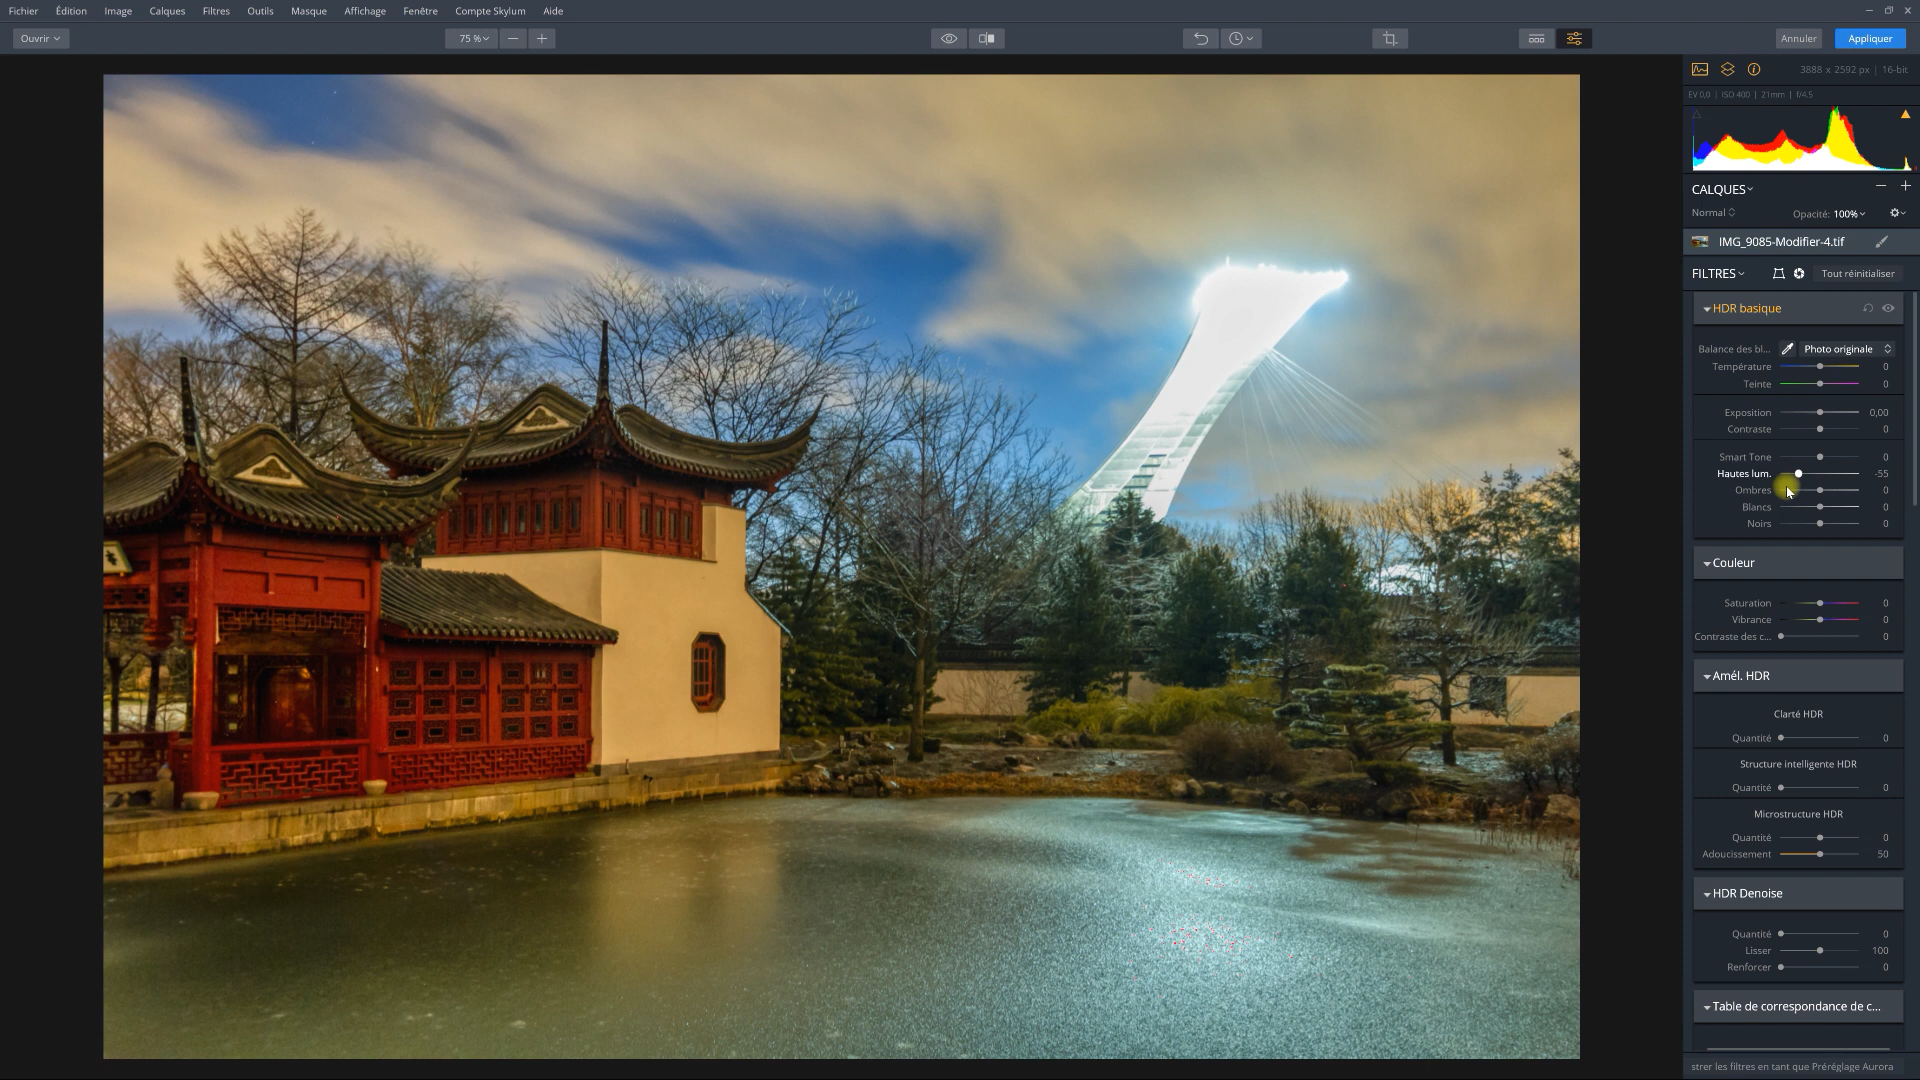 Fichier Édition Image Calques Filtres Outils Masque Affichage Fenêtre Compte Skylum Aide
Ouvrir 75 % Annuler Appliquer
3888 x 2592 px | 16-bit
EV 0,0 | ISO 400 | 21mm | f/4.5
CALQUES
Normal Opacité: 100%
IMG_9085-Modifier-4.tif
FILTRES Tout réinitialiser
HDR basique
Balance des bl... Photo originale
Température 0
Teinte 0
Exposition 0,00
Contraste 0
Smart Tone 0
Hautes lum. -55
Ombres 0
Blancs 0
Noirs 0
Couleur
Saturation 0
Vibrance 0
Contraste des c... 0
Amél. HDR
Clarté HDR
Quantité 0
Structure intelligente HDR
Quantité 0
Microstructure HDR
Quantité 0
Adoucissement 50
HDR Denoise
Quantité 0
Lisser 100
Renforcer 0
Table de correspondance de c...
strer les filtres en tant que Préréglage Aurora